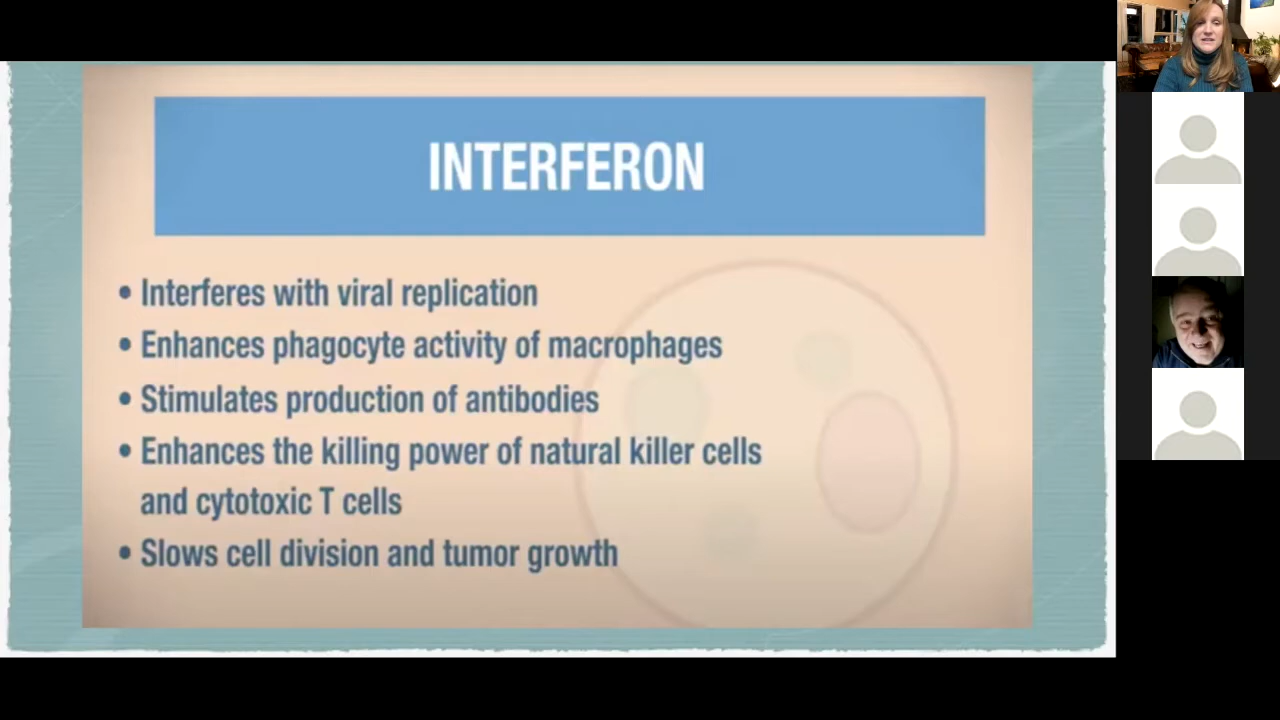 INTERFERON
• Interferes with viral replication
• Enhances phagocyte activity of macrophages
• Stimulates production of antibodies
• Enhances the killing power of natural killer cells
and cytotoxic T cells
• Slows cell division and tumor growth